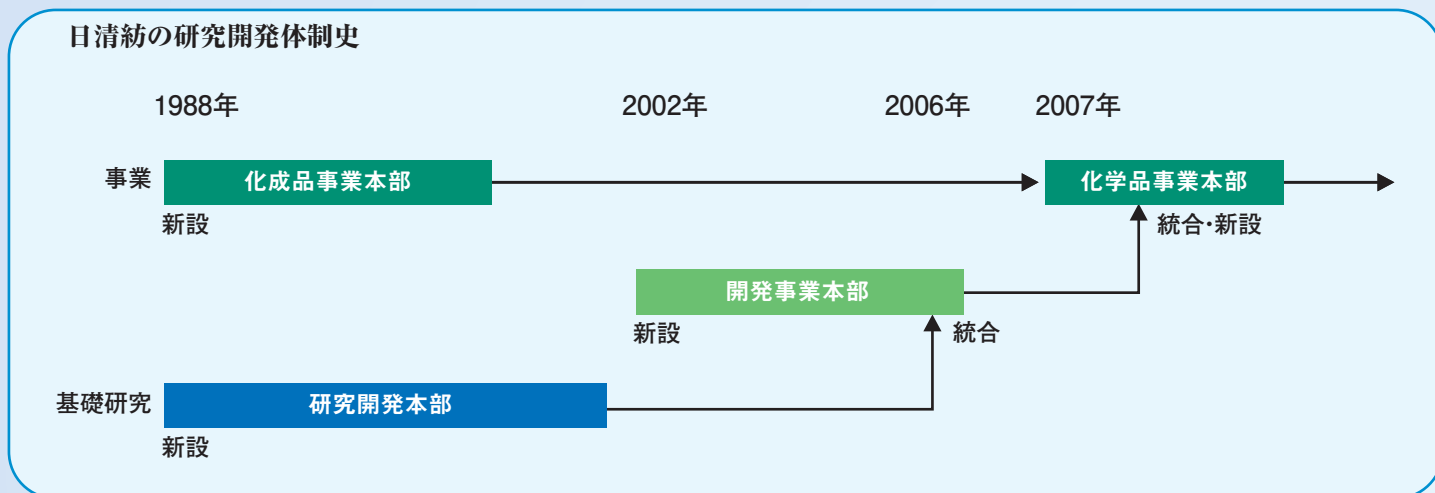 日清紡の研究開発体制史
1988年 2002年 2006年 2007年
事業 化成品事業本部 化学品事業本部
新設 統合・新設
開発事業本部
新設 統合
基礎研究 研究開発本部
新設